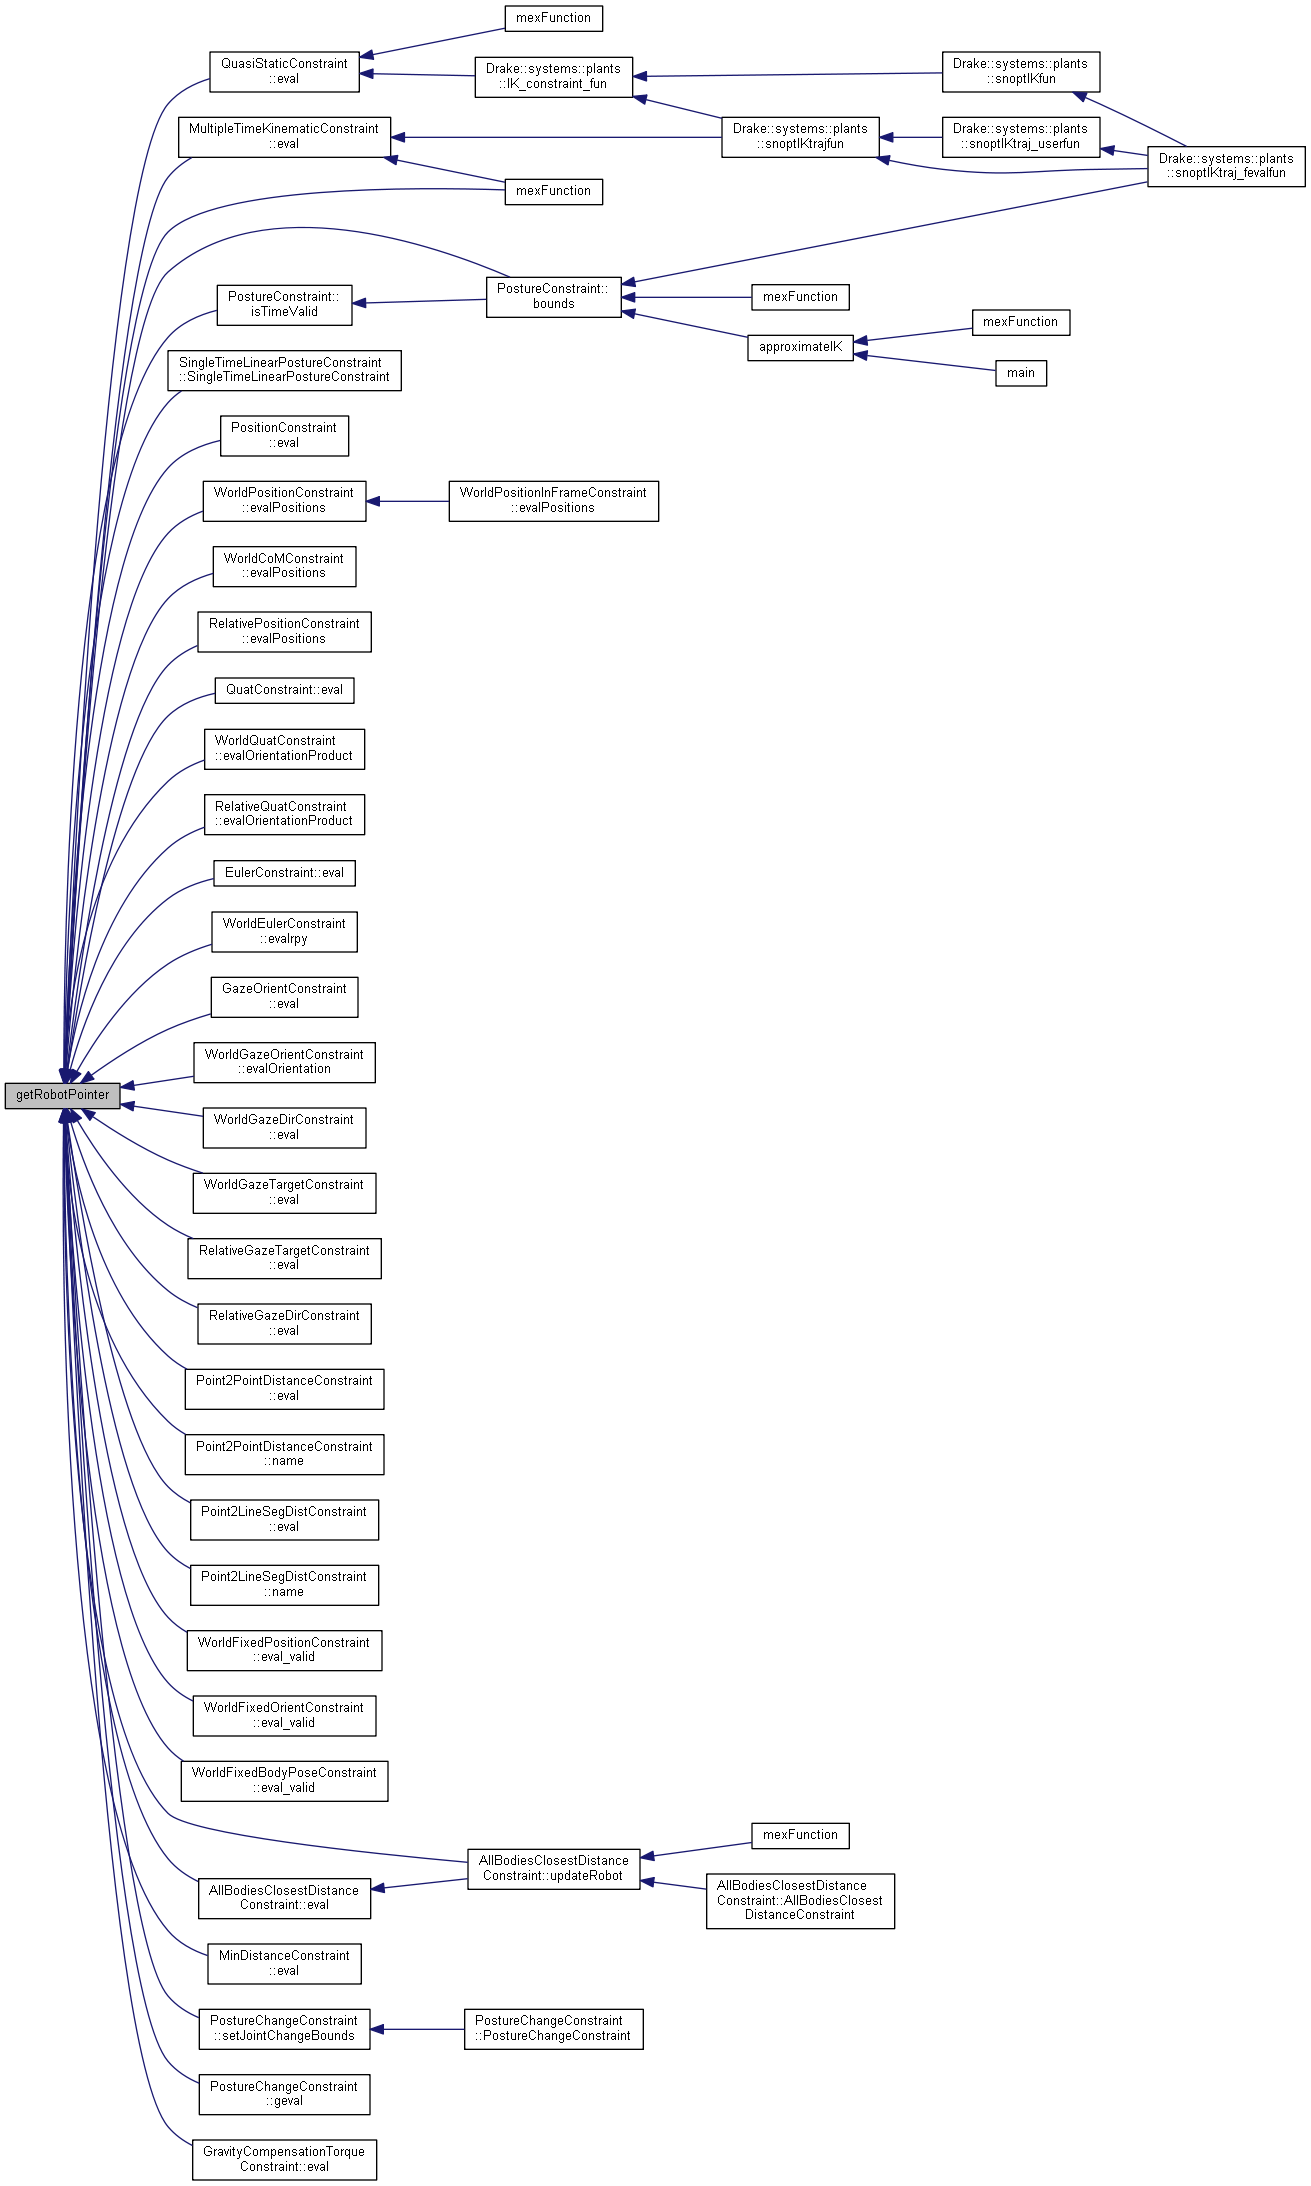 mexFunction
QuasiStaticConstraint
::eval
Drake::systems::plants
::IK_constraint_fun
Drake::systems::plants
::snoptIKfun
MultipleTimeKinematicConstraint
::eval
Drake::systems::plants
::snoptIKtrajfun
Drake::systems::plants
::snoptIKtraj_userfun
Drake::systems::plants
::snoptIKtraj_fevalfun
mexFunction
PostureConstraint::
isTimeValid
PostureConstraint::
bounds
mexFunction
approximateIK
mexFunction
main
SingleTimeLinearPostureConstraint
::SingleTimeLinearPostureConstraint
PositionConstraint
::eval
WorldPositionConstraint
::evalPositions
WorldPositionInFrameConstraint
::evalPositions
WorldCoMConstraint
::evalPositions
RelativePositionConstraint
::evalPositions
QuatConstraint::eval
WorldQuatConstraint
::evalOrientationProduct
RelativeQuatConstraint
::evalOrientationProduct
EulerConstraint::eval
WorldEulerConstraint
::evalrpy
GazeOrientConstraint
::eval
WorldGazeOrientConstraint
::evalOrientation
getRobotPointer
WorldGazeDirConstraint
::eval
WorldGazeTargetConstraint
::eval
RelativeGazeTargetConstraint
::eval
RelativeGazeDirConstraint
::eval
Point2PointDistanceConstraint
::eval
Point2PointDistanceConstraint
::name
Point2LineSegDistConstraint
::eval
Point2LineSegDistConstraint
::name
WorldFixedPositionConstraint
::eval_valid
WorldFixedOrientConstraint
::eval_valid
WorldFixedBodyPoseConstraint
::eval_valid
AllBodiesClosestDistance
Constraint::eval
AllBodiesClosestDistance
Constraint::updateRobot
mexFunction
AllBodiesClosestDistance
Constraint::AllBodiesClosest
DistanceConstraint
MinDistanceConstraint
::eval
PostureChangeConstraint
::setJointChangeBounds
PostureChangeConstraint
::PostureChangeConstraint
PostureChangeConstraint
::geval
GravityCompensationTorque
Constraint::eval